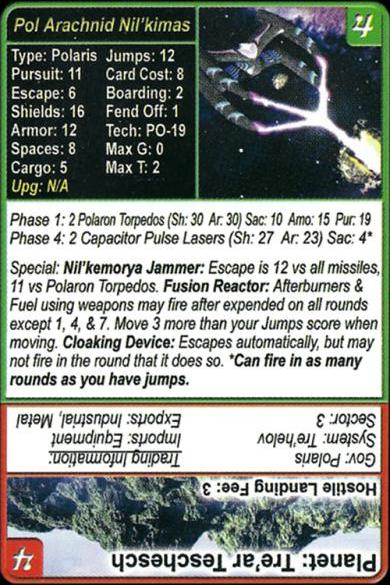 Pol Arachnid Nil'kimas
4
Type: Polaris Jumps: 12
Pursuit: 11 Card Cost: 8
Escape: 6 Boarding: 2
Shields: 16 Fend Off: 1
Armor: 12 Tech: PO-19
Spaces: 8 Max G: 0
Cargo: 5 Max T: 2
Upg: N/A
Phase 1: 2 Polaron Torpedos (Sh: 30 Ar: 30) Sac: 10 Amo: 15 Pur: 19
Phase 4: 2 Capacitor Pulse Lasers (Sh: 27 Ar: 23) Sac: 4*
Special: Nil'kemorya Jammer: Escape is 12 vs all missiles,
11 vs Polaron Torpedos. Fusion Reactor: Afterburners &
Fuel using weapons may fire after expended on all rounds
except 1, 4, & 7. Move 3 more than your Jumps score when
moving. Cloaking Device: Escapes automatically, but may
not fire in the round that it does so. *Can fire in as many
rounds as you have jumps.
Planet: Tre'ar Teschesch
4
Hostile Landing Fee: 3
Gov: Polaris Trading Information:
System: Tre'helov Imports: Equipment
Sector: 3 Exports: Industrial, Metal